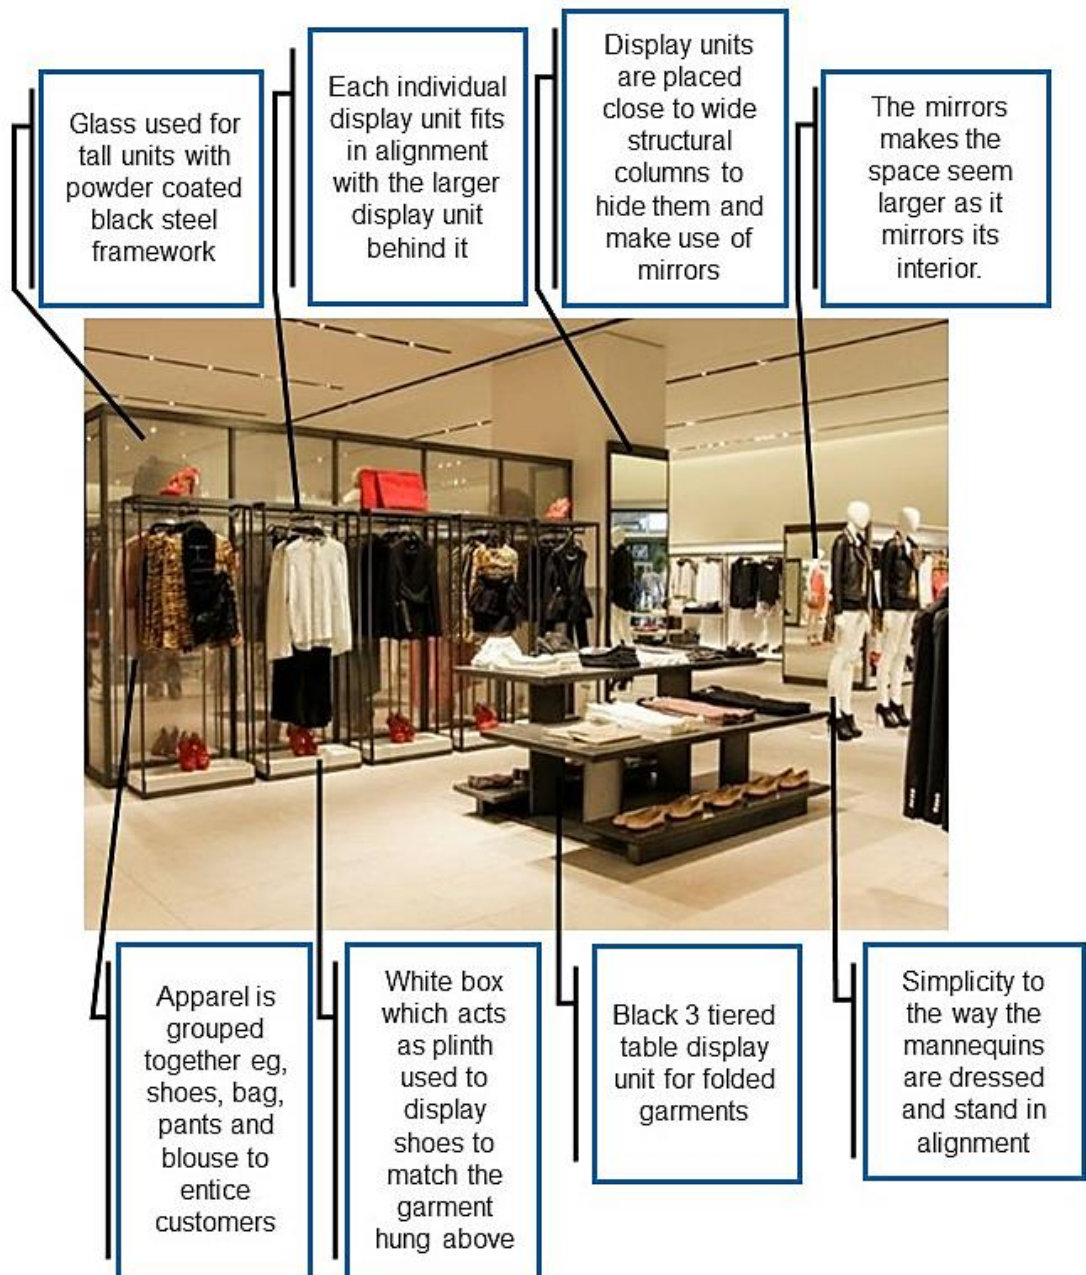 Glass used for
tall units with
powder coated
black steel
framework
Each individual
display unit fits
in alignment
with the larger
display unit
behind it
Display units
are placed
close to wide
structural
columns to
hide them and
make use of
mirrors
The mirrors
makes the
space seem
larger as it
mirrors its
interior.
Apparel is
grouped
together eg,
shoes, bag,
pants and
blouse to
entice
customers
White box
which acts
as plinth
used to
display
shoes to
match the
garment
hung above
Black 3 tiered
table display
unit for folded
garments
Simplicity to
the way the
mannequins
are dressed
and stand in
alignment